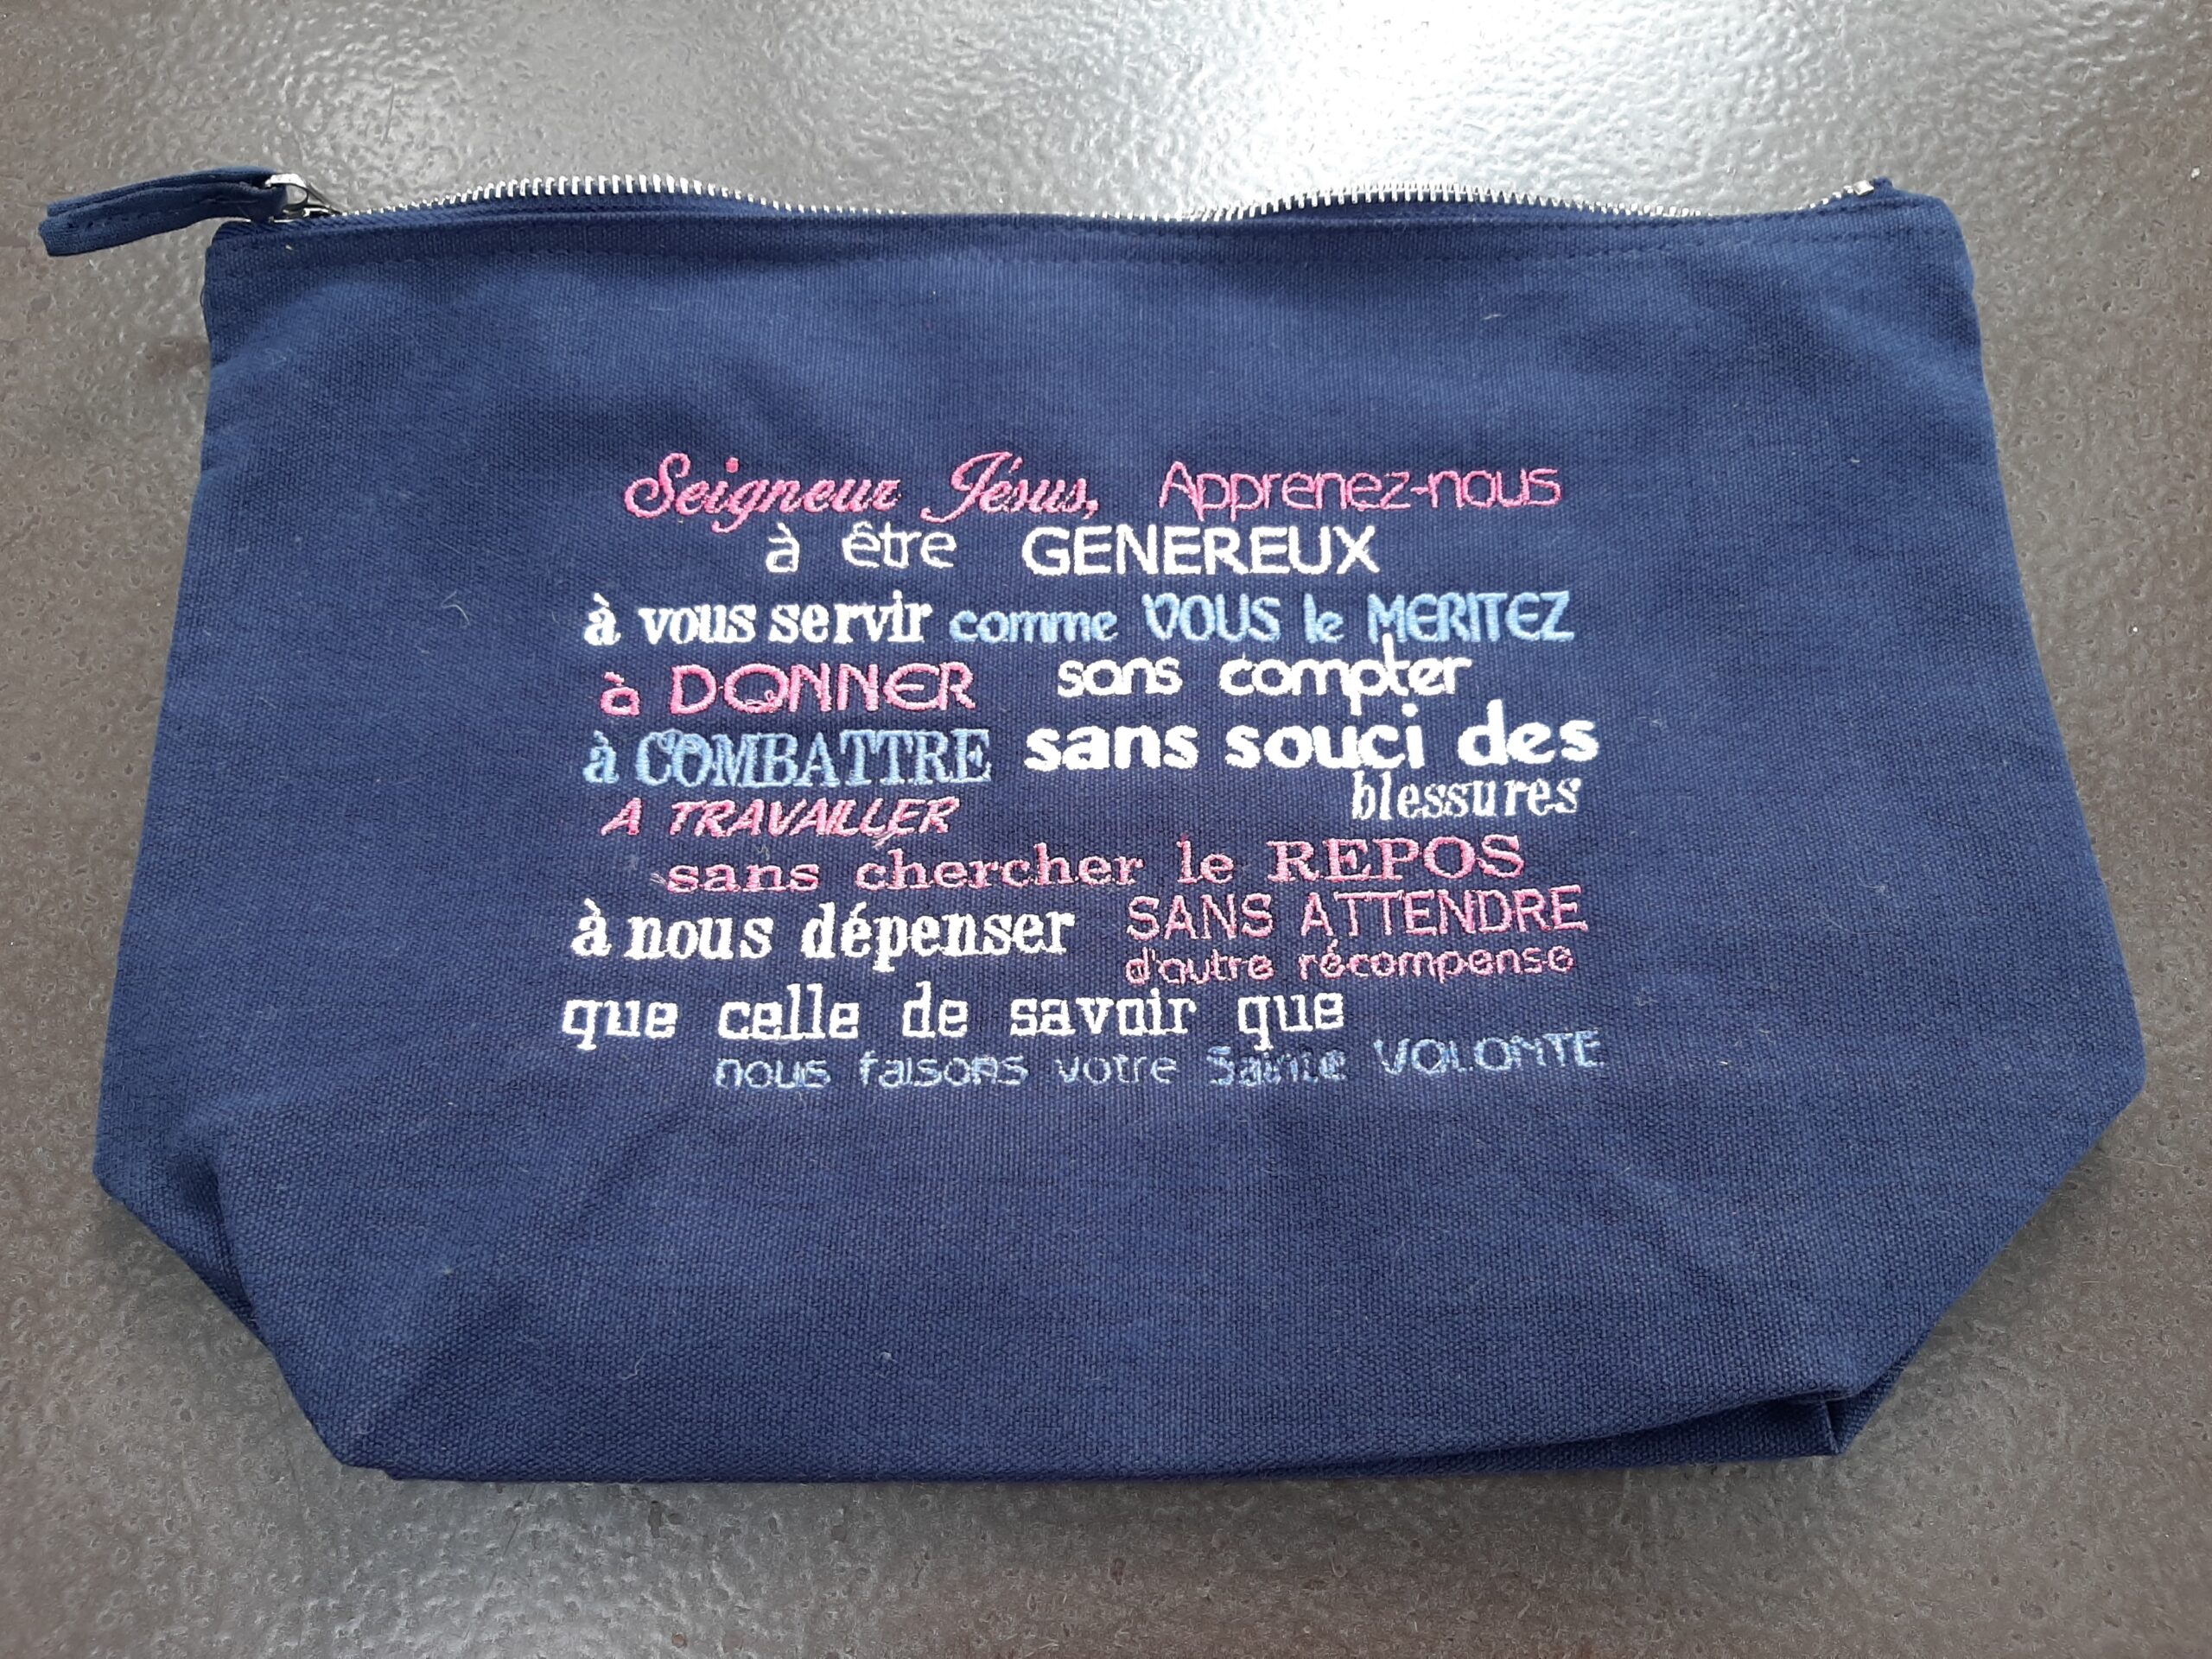 Seigneur Jésus, Apprenez-nous
à être GENEREUX
à vous servir comme VOUS le MERITEZ
à DONNER sans compter
à COMBATTRE sans souci des
blessures
A TRAVAILLER
sans chercher le REPOS
à nous dépenser SANS ATTENDRE
d'autre récompense
que celle de savoir que
nous faisons votre Sainte VOLONTE